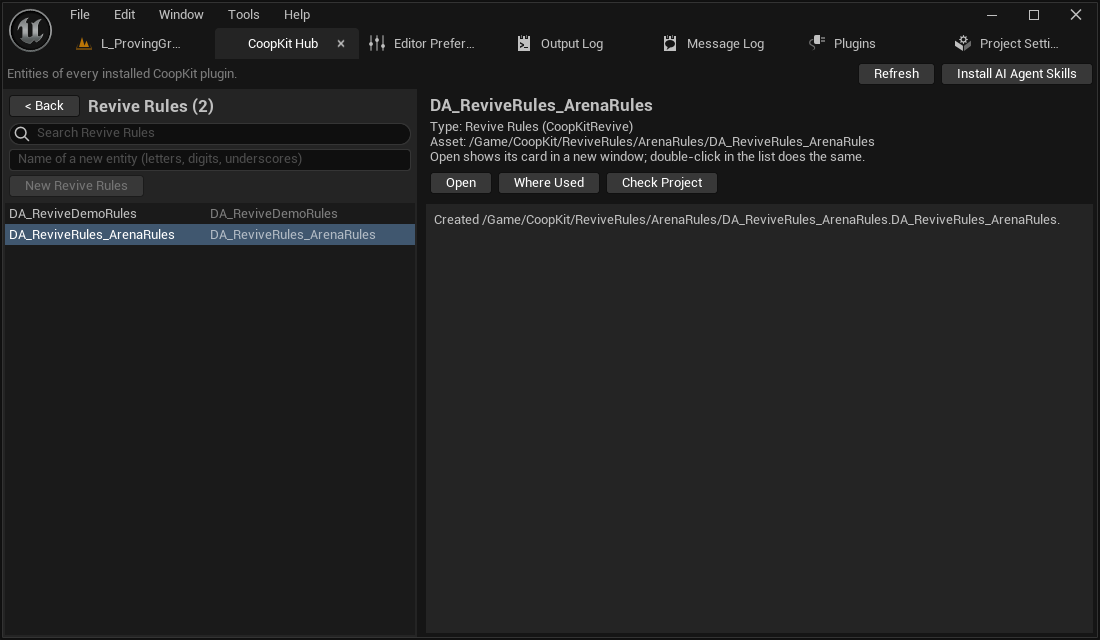 File Edit Window Tools Help
L_ProvingGr...
CoopKit Hub
Editor Prefer...
Output Log
Message Log
Plugins
Project Setti...
Entities of every installed CoopKit plugin.
Refresh
Install AI Agent Skills
< Back
Revive Rules (2)
Search Revive Rules
Name of a new entity (letters, digits, underscores)
New Revive Rules
DA_ReviveDemoRules DA_ReviveDemoRules
DA_ReviveRules_ArenaRules DA_ReviveRules_ArenaRules
DA_ReviveRules_ArenaRules
Type: Revive Rules (CoopKitRevive)
Asset: /Game/CoopKit/ReviveRules/ArenaRules/DA_ReviveRules_ArenaRules
Open shows its card in a new window; double-click in the list does the same.
Open
Where Used
Check Project
Created /Game/CoopKit/ReviveRules/ArenaRules/DA_ReviveRules_ArenaRules.DA_ReviveRules_ArenaRules.